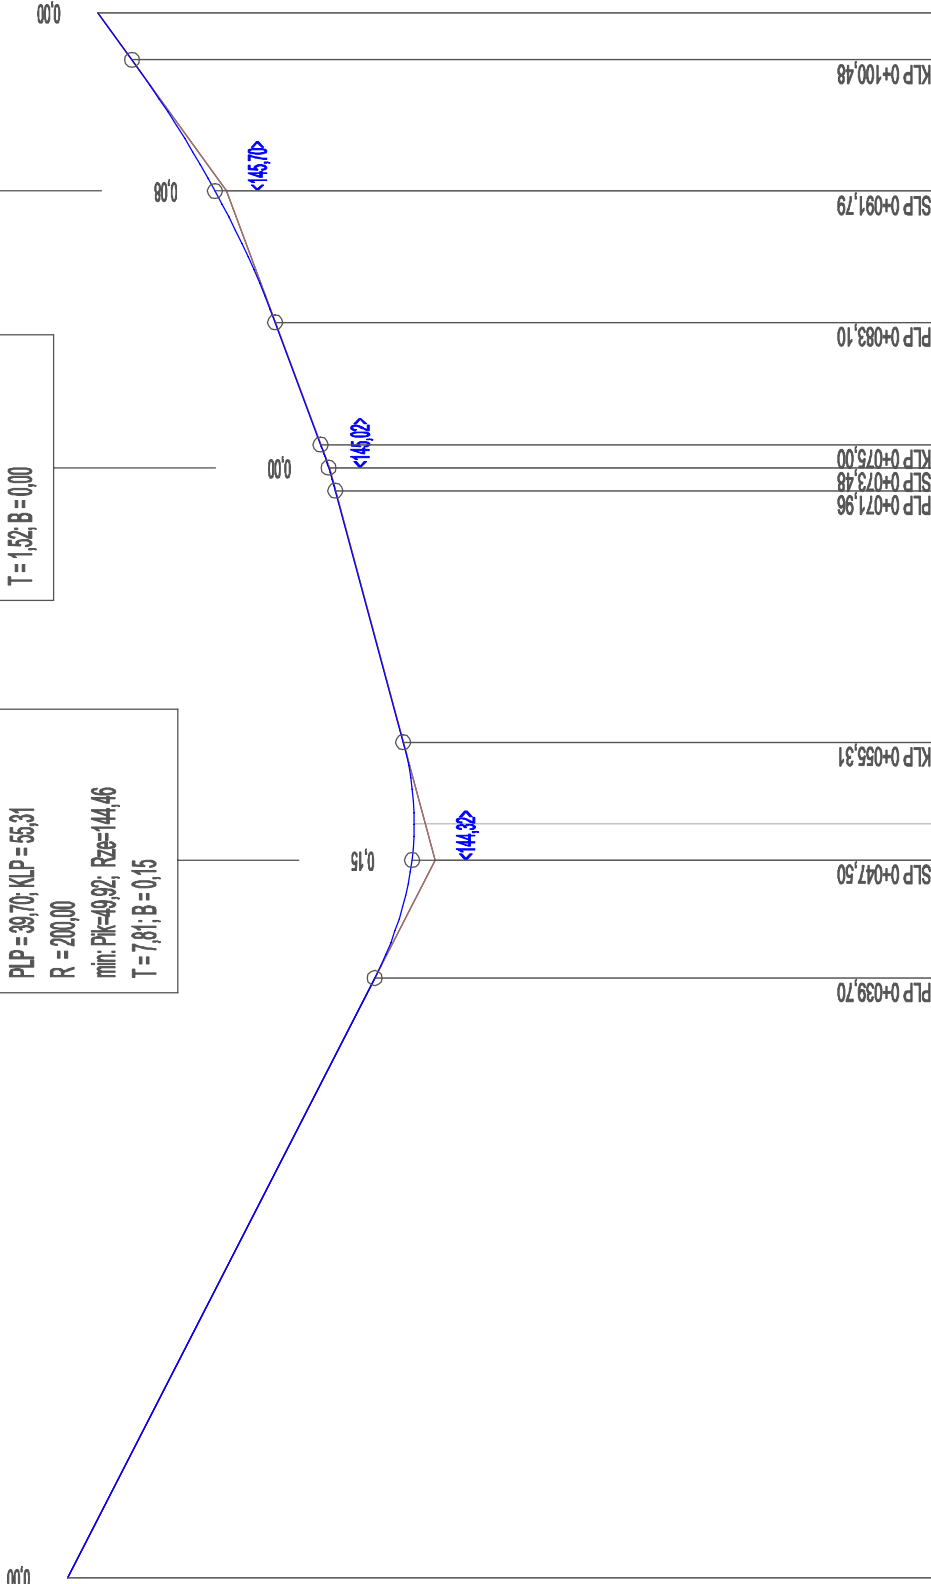 PLP = 39,70; KLP = 55,31
R = 200,00
min: Pik=49,92; Rze=144,46
T = 7,81; B = 0,15
T = 1,52; B = 0,00
0,00
0,15
0,00
0,08
0,00
<144,32>
<145,02>
<145,70>
PLP 0+039,70
SLP 0+047,50
KLP 0+055,31
PLP 0+071,96
SLP 0+073,48
KLP 0+075,00
PLP 0+083,10
SLP 0+091,79
KLP 0+100,48